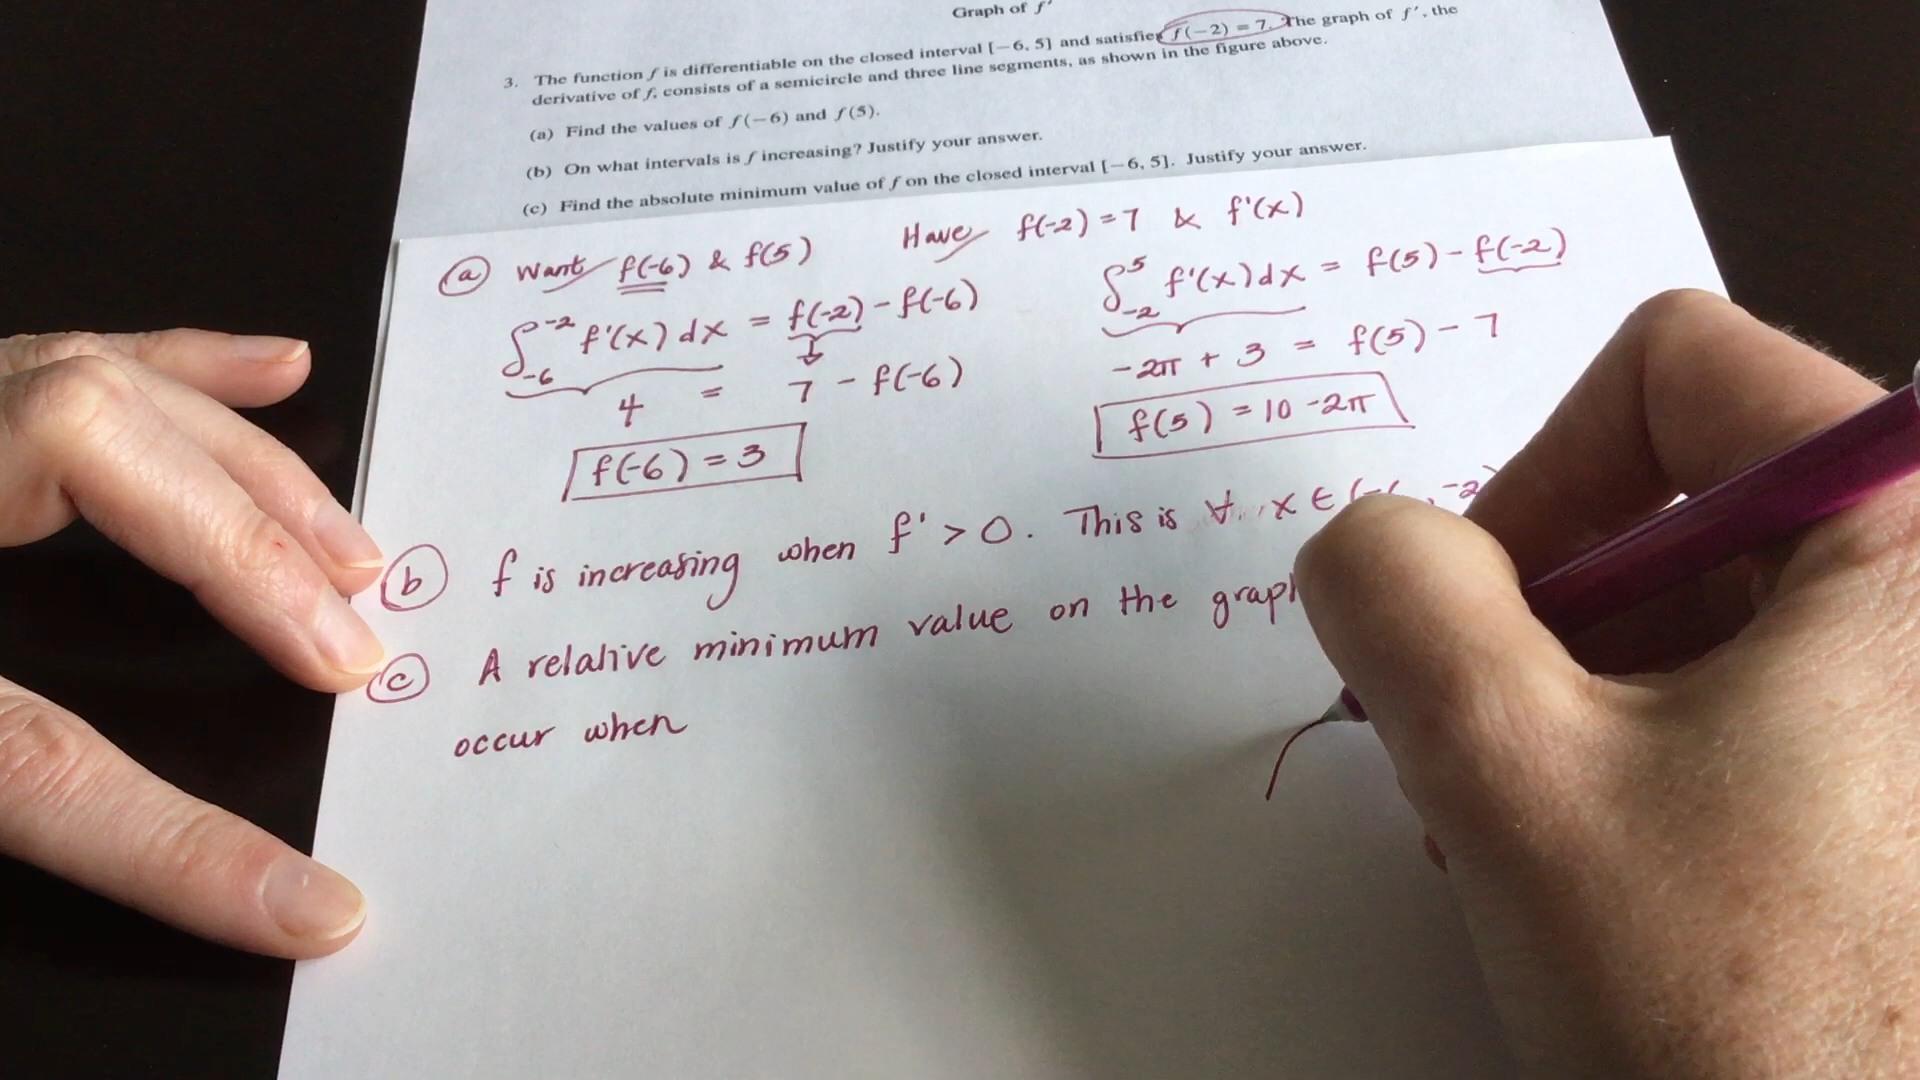 Graph of f′
3. The function f is differentiable on the closed interval [−6, 5] and satisfies f(−2) = 7. The graph of f′, the
derivative of f, consists of a semicircle and three line segments, as shown in the figure above.
(a) Find the values of f(−6) and f(5).
(b) On what intervals is f increasing? Justify your answer.
(c) Find the absolute minimum value of f on the closed interval [−6, 5]. Justify your answer.
(a) Want f(-6) & f(5) Have f(-2) = 7 & f'(x)
∫_{-6}^{-2} f'(x) dx = f(-2) - f(-6)
4 = 7 - f(-6)
f(-6) = 3
∫_{-2}^{5} f'(x) dx = f(5) - f(-2)
-2π + 3 = f(5) - 7
f(5) = 10 - 2π
(b) f is increasing when f' > 0. This is ∀ x ∈ , -2)
(c) A relative minimum value on the graph
occur when